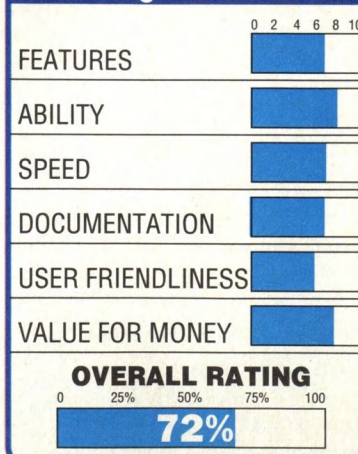 0 2 4 6 8 10
FEATURES
ABILITY
SPEED
DOCUMENTATION
USER FRIENDLINESS
VALUE FOR MONEY
OVERALL RATING
0 25% 50% 75% 100
72%